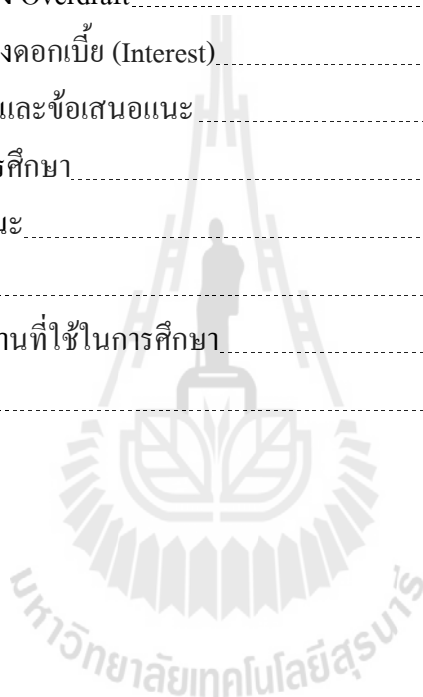 Overdraft
งดอกเบี้ย (Interest)
และข้อเสนอแนะ
รศึกษา
นะ
านที่ใช้ในการศึกษา
มหาวิทยาลัยเทคโนโลยีสุรนารี